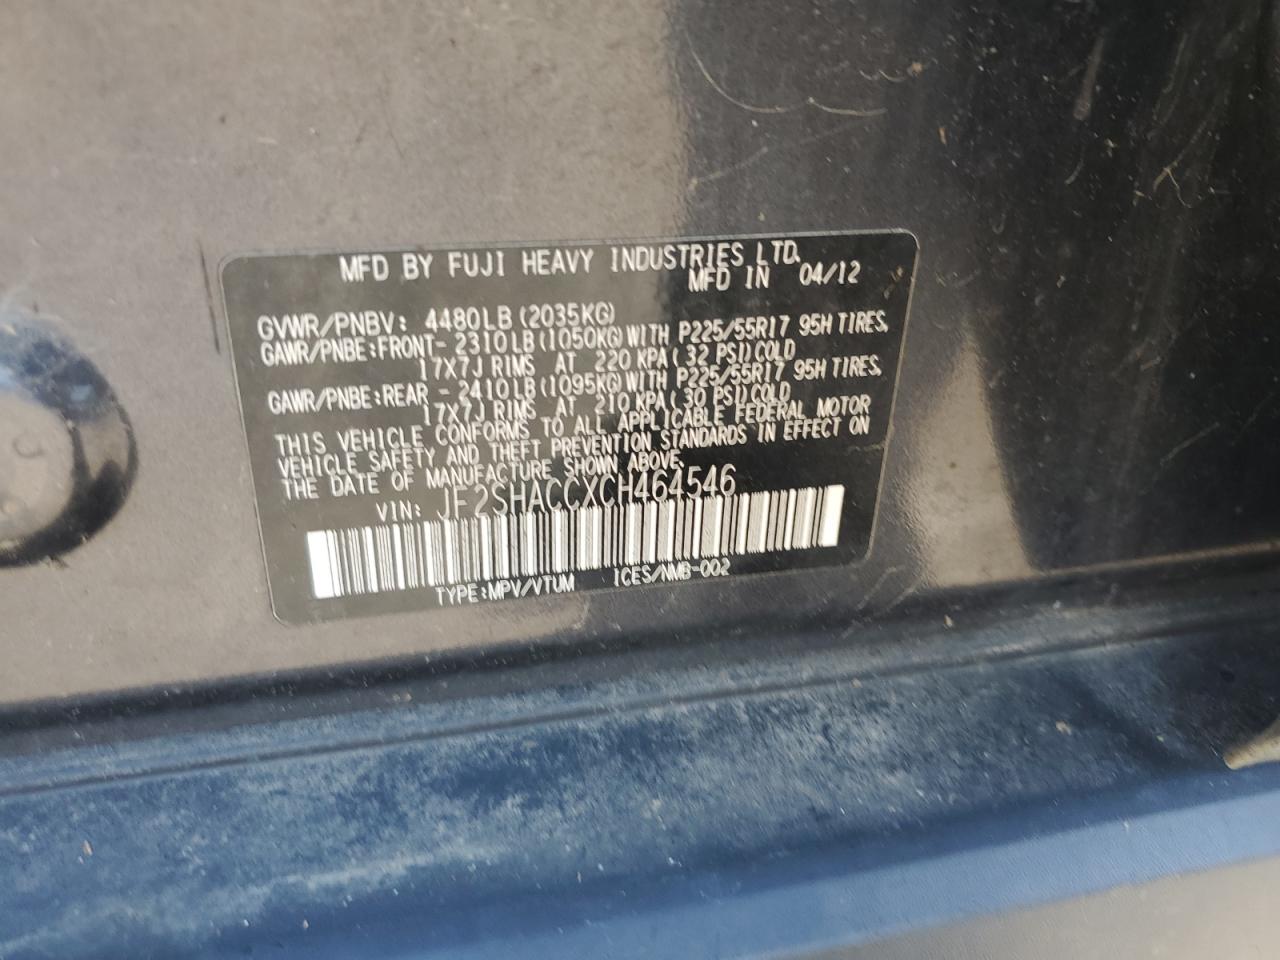 MFD BY FUJI HEAVY INDUSTRIES LTD.
MFD IN 04/12
GVWR/PNBV: 4480LB (2035KG)
GAWR/PNBE:FRONT- 2310LB(1050KG)WITH P225/55R17 95H TIRES,
17X7J RIMS AT 220 KPA( 32 PSI)COLD
GAWR/PNBE:REAR - 2410LB(1095KG)WITH P225/55R17 95H TIRES,
17X7J RIMS AT 210 KPA( 30 PSI)COLD
THIS VEHICLE CONFORMS TO ALL APPLICABLE FEDERAL MOTOR
VEHICLE SAFETY AND THEFT PREVENTION STANDARDS IN EFFECT ON
THE DATE OF MANUFACTURE SHOWN ABOVE.
VIN: JF2SHACCXCH464546
TYPE:MPV/VTUM ICES/NMB-002